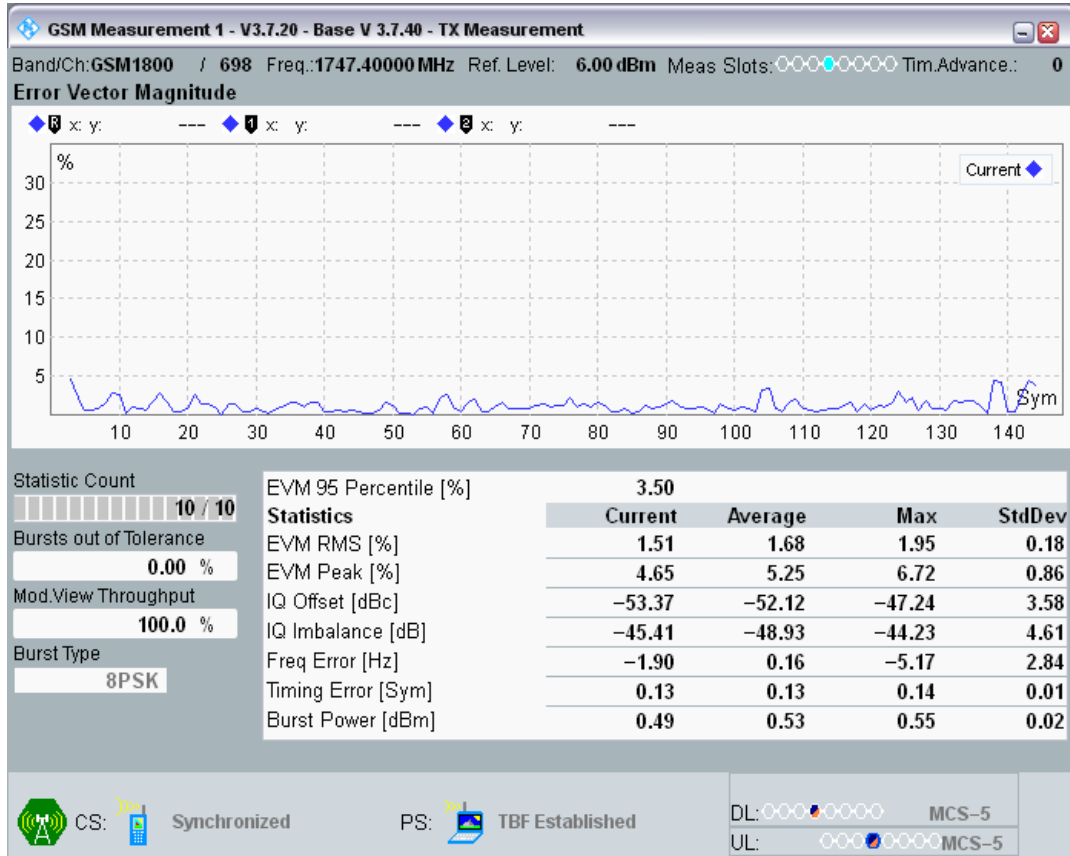 GSM Measurement 1 - V3.7.20 - Base V 3.7.40 - TX Measurement
Band/Ch:GSM1800 / 698 Freq.:1747.40000 MHz Ref. Level: 6.00 dBm Meas Slots: Tim.Advance.: 0
Error Vector Magnitude
R x: y: --- 1 x: y: --- 2 x: y: ---
%
Current
30
25
20
15
10
5
Sym
10 20 30 40 50 60 70 80 90 100 110 120 130 140
Statistic Count
10 / 10
Bursts out of Tolerance
0.00 %
Mod.View Throughput
100.0 %
Burst Type
8PSK
EVM 95 Percentile [%] 3.50
Statistics Current Average Max StdDev
EVM RMS [%] 1.51 1.68 1.95 0.18
EVM Peak [%] 4.65 5.25 6.72 0.86
IQ Offset [dBc] −53.37 −52.12 −47.24 3.58
IQ Imbalance [dB] −45.41 −48.93 −44.23 4.61
Freq Error [Hz] −1.90 0.16 −5.17 2.84
Timing Error [Sym] 0.13 0.13 0.14 0.01
Burst Power [dBm] 0.49 0.53 0.55 0.02
CS: Synchronized PS: TBF Established
DL: MCS−5
UL: MCS−5